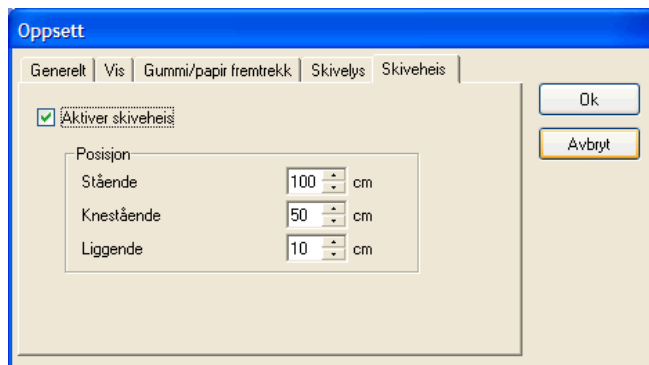 Oppsett
Generelt Vis Gummi/papir fremtrekk Skivelys Skiveheis
Ok
Avbryt
Aktiver skiveheis
Posisjon
Stående 100 cm
Knestående 50 cm
Liggende 10 cm